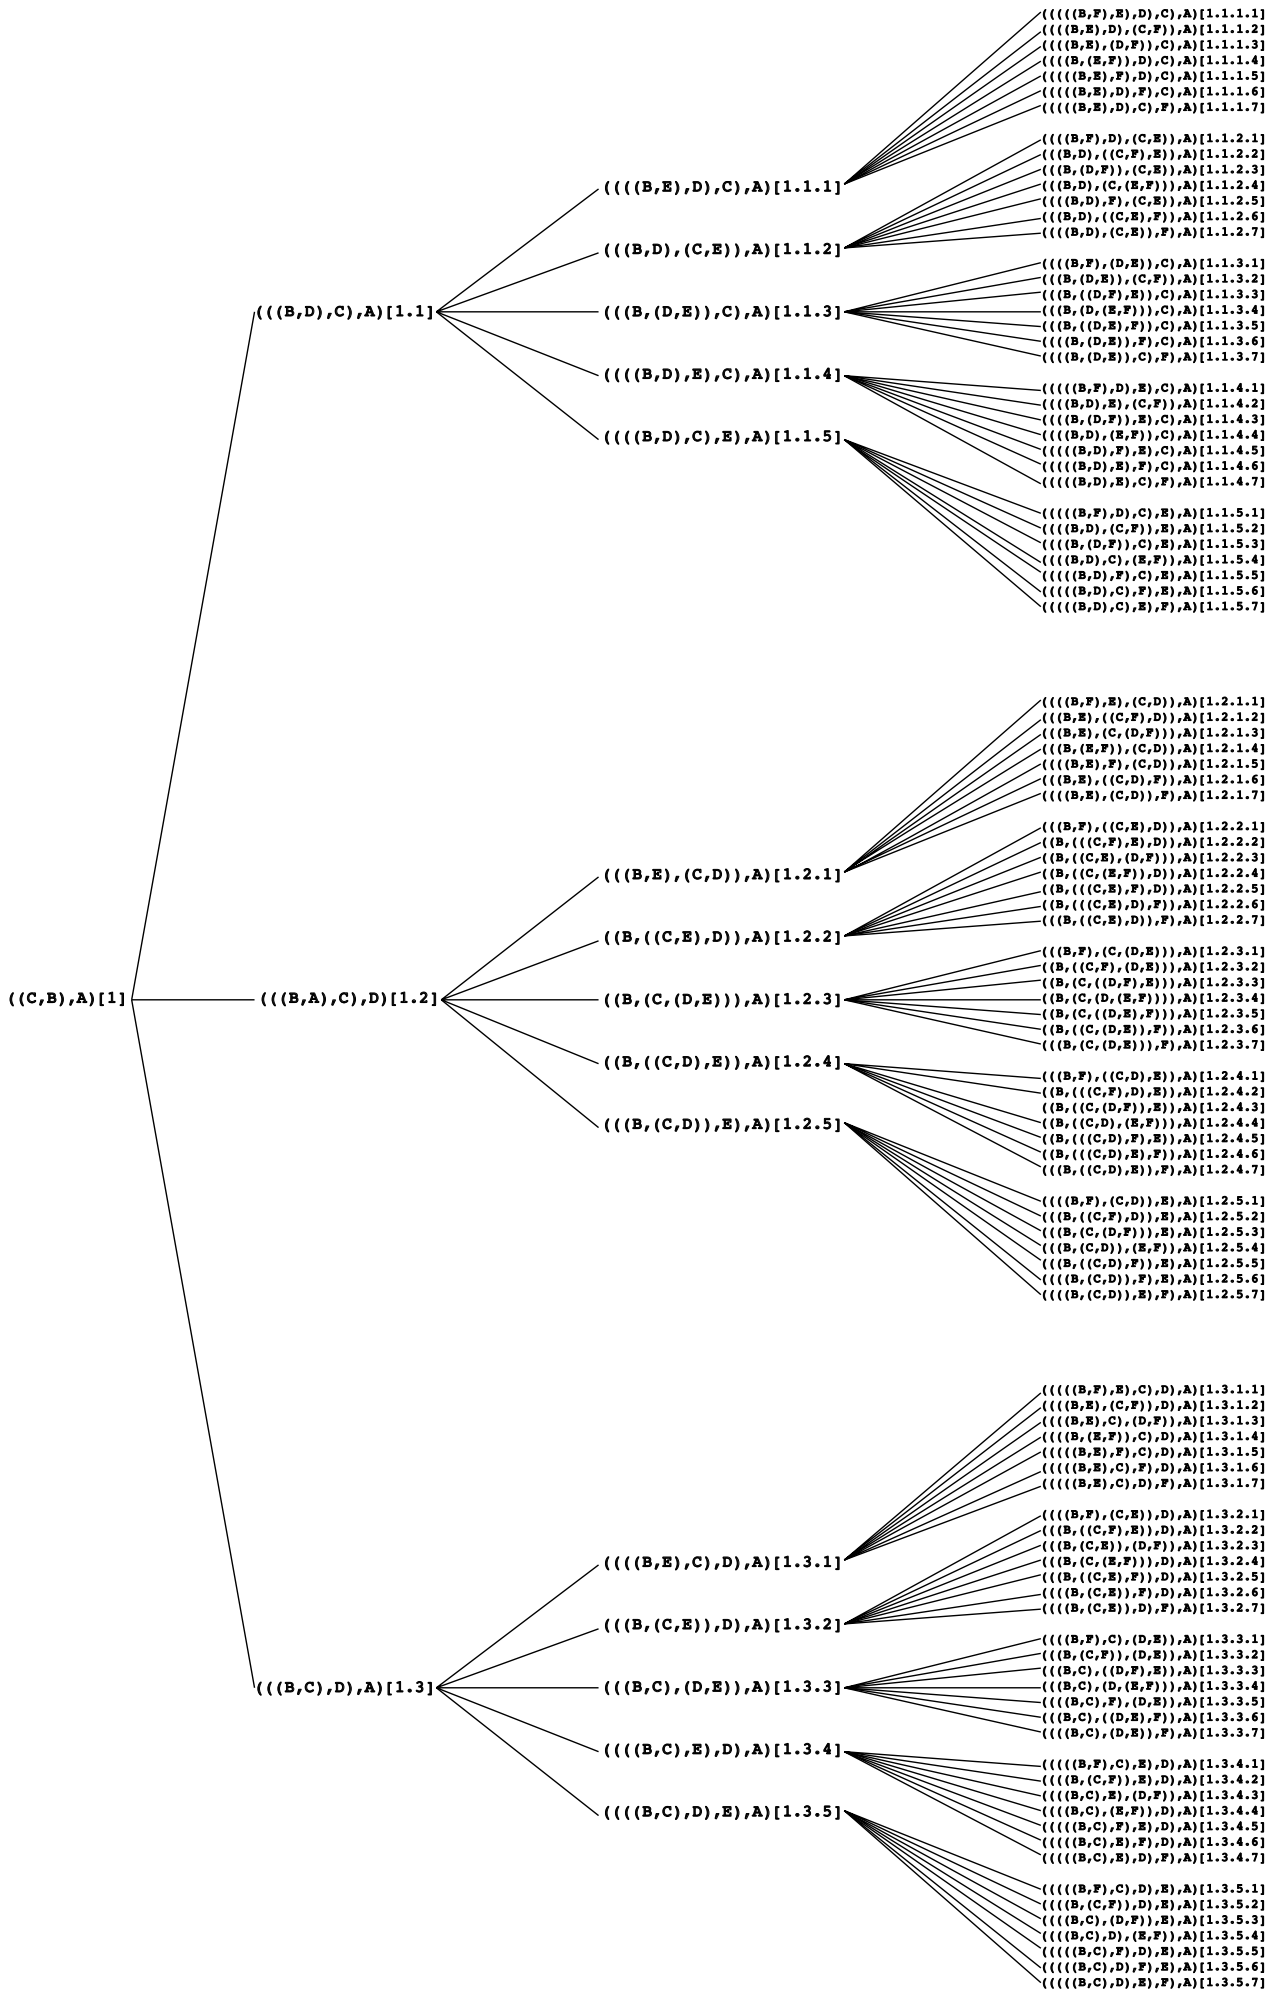 ((C,B),A)[1]
(((B,D),C),A)[1.1]
(((B,A),C),D)[1.2]
(((B,C),D),A)[1.3]
((((B,E),D),C),A)[1.1.1]
(((B,D),(C,E)),A)[1.1.2]
(((B,(D,E)),C),A)[1.1.3]
((((B,D),E),C),A)[1.1.4]
((((B,D),C),E),A)[1.1.5]
(((B,E),(C,D)),A)[1.2.1]
((B,((C,E),D)),A)[1.2.2]
((B,(C,(D,E))),A)[1.2.3]
((B,((C,D),E)),A)[1.2.4]
(((B,(C,D)),E),A)[1.2.5]
((((B,E),C),D),A)[1.3.1]
(((B,(C,E)),D),A)[1.3.2]
(((B,C),(D,E)),A)[1.3.3]
((((B,C),E),D),A)[1.3.4]
((((B,C),D),E),A)[1.3.5]
(((((B,F),E),D),C),A)[1.1.1.1]
((((B,E),D),(C,F)),A)[1.1.1.2]
((((B,E),(D,F)),C),A)[1.1.1.3]
((((B,(E,F)),D),C),A)[1.1.1.4]
(((((B,E),F),D),C),A)[1.1.1.5]
(((((B,E),D),F),C),A)[1.1.1.6]
(((((B,E),D),C),F),A)[1.1.1.7]
((((B,F),D),(C,E)),A)[1.1.2.1]
(((B,D),((C,F),E)),A)[1.1.2.2]
(((B,(D,F)),(C,E)),A)[1.1.2.3]
(((B,D),(C,(E,F))),A)[1.1.2.4]
((((B,D),F),(C,E)),A)[1.1.2.5]
(((B,D),((C,E),F)),A)[1.1.2.6]
((((B,D),(C,E)),F),A)[1.1.2.7]
((((B,F),(D,E)),C),A)[1.1.3.1]
(((B,(D,E)),(C,F)),A)[1.1.3.2]
(((B,((D,F),E)),C),A)[1.1.3.3]
(((B,(D,(E,F))),C),A)[1.1.3.4]
(((B,((D,E),F)),C),A)[1.1.3.5]
((((B,(D,E)),F),C),A)[1.1.3.6]
((((B,(D,E)),C),F),A)[1.1.3.7]
(((((B,F),D),E),C),A)[1.1.4.1]
((((B,D),E),(C,F)),A)[1.1.4.2]
((((B,(D,F)),E),C),A)[1.1.4.3]
((((B,D),(E,F)),C),A)[1.1.4.4]
(((((B,D),F),E),C),A)[1.1.4.5]
(((((B,D),E),F),C),A)[1.1.4.6]
(((((B,D),E),C),F),A)[1.1.4.7]
(((((B,F),D),C),E),A)[1.1.5.1]
((((B,D),(C,F)),E),A)[1.1.5.2]
((((B,(D,F)),C),E),A)[1.1.5.3]
((((B,D),C),(E,F)),A)[1.1.5.4]
(((((B,D),F),C),E),A)[1.1.5.5]
(((((B,D),C),F),E),A)[1.1.5.6]
(((((B,D),C),E),F),A)[1.1.5.7]
((((B,F),E),(C,D)),A)[1.2.1.1]
(((B,E),((C,F),D)),A)[1.2.1.2]
(((B,E),(C,(D,F))),A)[1.2.1.3]
(((B,(E,F)),(C,D)),A)[1.2.1.4]
((((B,E),F),(C,D)),A)[1.2.1.5]
(((B,E),((C,D),F)),A)[1.2.1.6]
((((B,E),(C,D)),F),A)[1.2.1.7]
(((B,F),((C,E),D)),A)[1.2.2.1]
((B,(((C,F),E),D)),A)[1.2.2.2]
((B,((C,E),(D,F))),A)[1.2.2.3]
((B,((C,(E,F)),D)),A)[1.2.2.4]
((B,(((C,E),F),D)),A)[1.2.2.5]
((B,(((C,E),D),F)),A)[1.2.2.6]
(((B,((C,E),D)),F),A)[1.2.2.7]
(((B,F),(C,(D,E))),A)[1.2.3.1]
((B,((C,F),(D,E))),A)[1.2.3.2]
((B,(C,((D,F),E))),A)[1.2.3.3]
((B,(C,(D,(E,F)))),A)[1.2.3.4]
((B,(C,((D,E),F))),A)[1.2.3.5]
((B,((C,(D,E)),F)),A)[1.2.3.6]
(((B,(C,(D,E))),F),A)[1.2.3.7]
(((B,F),((C,D),E)),A)[1.2.4.1]
((B,(((C,F),D),E)),A)[1.2.4.2]
((B,((C,(D,F)),E)),A)[1.2.4.3]
((B,((C,D),(E,F))),A)[1.2.4.4]
((B,(((C,D),F),E)),A)[1.2.4.5]
((B,(((C,D),E),F)),A)[1.2.4.6]
(((B,((C,D),E)),F),A)[1.2.4.7]
((((B,F),(C,D)),E),A)[1.2.5.1]
(((B,((C,F),D)),E),A)[1.2.5.2]
(((B,(C,(D,F))),E),A)[1.2.5.3]
(((B,(C,D)),(E,F)),A)[1.2.5.4]
(((B,((C,D),F)),E),A)[1.2.5.5]
((((B,(C,D)),F),E),A)[1.2.5.6]
((((B,(C,D)),E),F),A)[1.2.5.7]
(((((B,F),E),C),D),A)[1.3.1.1]
((((B,E),(C,F)),D),A)[1.3.1.2]
((((B,E),C),(D,F)),A)[1.3.1.3]
((((B,(E,F)),C),D),A)[1.3.1.4]
(((((B,E),F),C),D),A)[1.3.1.5]
(((((B,E),C),F),D),A)[1.3.1.6]
(((((B,E),C),D),F),A)[1.3.1.7]
((((B,F),(C,E)),D),A)[1.3.2.1]
(((B,((C,F),E)),D),A)[1.3.2.2]
(((B,(C,E)),(D,F)),A)[1.3.2.3]
(((B,(C,(E,F))),D),A)[1.3.2.4]
(((B,((C,E),F)),D),A)[1.3.2.5]
((((B,(C,E)),F),D),A)[1.3.2.6]
((((B,(C,E)),D),F),A)[1.3.2.7]
((((B,F),C),(D,E)),A)[1.3.3.1]
(((B,(C,F)),(D,E)),A)[1.3.3.2]
(((B,C),((D,F),E)),A)[1.3.3.3]
(((B,C),(D,(E,F))),A)[1.3.3.4]
((((B,C),F),(D,E)),A)[1.3.3.5]
(((B,C),((D,E),F)),A)[1.3.3.6]
((((B,C),(D,E)),F),A)[1.3.3.7]
(((((B,F),C),E),D),A)[1.3.4.1]
((((B,(C,F)),E),D),A)[1.3.4.2]
((((B,C),E),(D,F)),A)[1.3.4.3]
((((B,C),(E,F)),D),A)[1.3.4.4]
(((((B,C),F),E),D),A)[1.3.4.5]
(((((B,C),E),F),D),A)[1.3.4.6]
(((((B,C),E),D),F),A)[1.3.4.7]
(((((B,F),C),D),E),A)[1.3.5.1]
((((B,(C,F)),D),E),A)[1.3.5.2]
((((B,C),(D,F)),E),A)[1.3.5.3]
((((B,C),D),(E,F)),A)[1.3.5.4]
(((((B,C),F),D),E),A)[1.3.5.5]
(((((B,C),D),F),E),A)[1.3.5.6]
(((((B,C),D),E),F),A)[1.3.5.7]